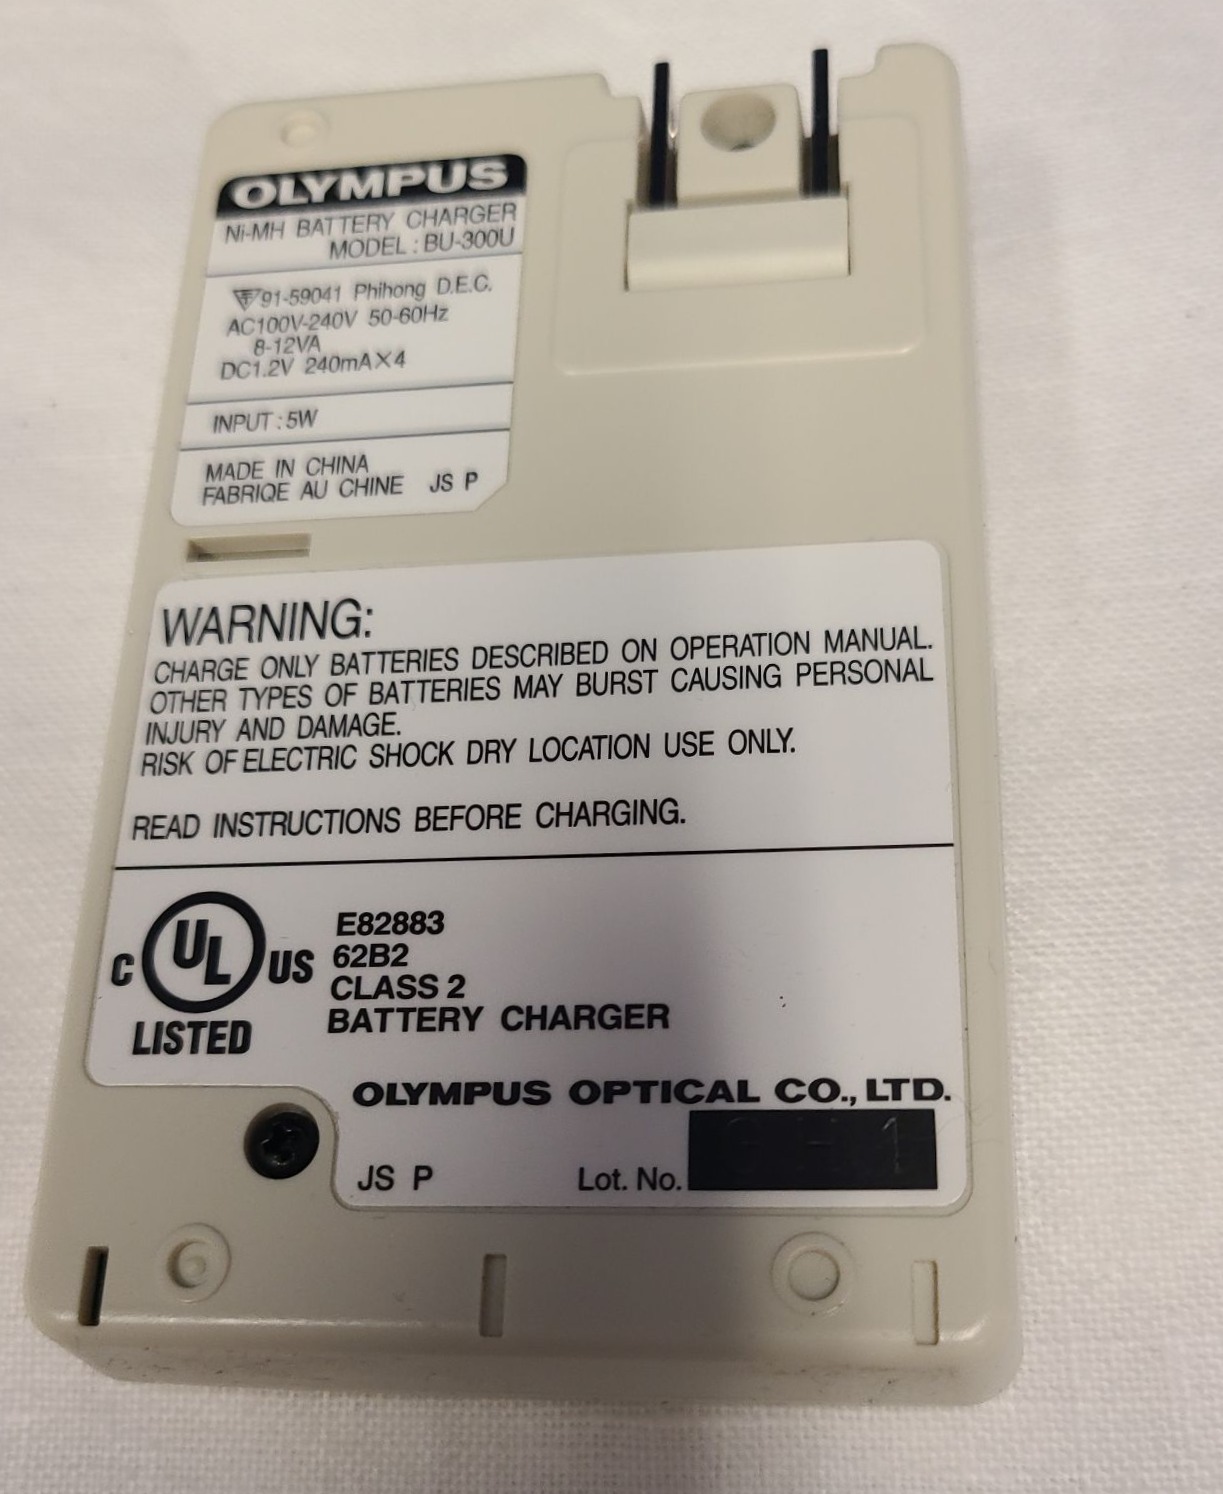 OLYMPUS
Ni-MH BATTERY CHARGER
MODEL : BU-300U
91-59041 Phihong D.E.C.
AC100V-240V 50-60Hz
8-12VA
DC1.2V 240mA×4
INPUT : 5W
MADE IN CHINA
FABRIQE AU CHINE JS P
WARNING:
CHARGE ONLY BATTERIES DESCRIBED ON OPERATION MANUAL.
OTHER TYPES OF BATTERIES MAY BURST CAUSING PERSONAL
INJURY AND DAMAGE.
RISK OF ELECTRIC SHOCK DRY LOCATION USE ONLY.
READ INSTRUCTIONS BEFORE CHARGING.
C UL US
LISTED
E82883
62B2
CLASS 2
BATTERY CHARGER
OLYMPUS OPTICAL CO., LTD.
JS P Lot. No.